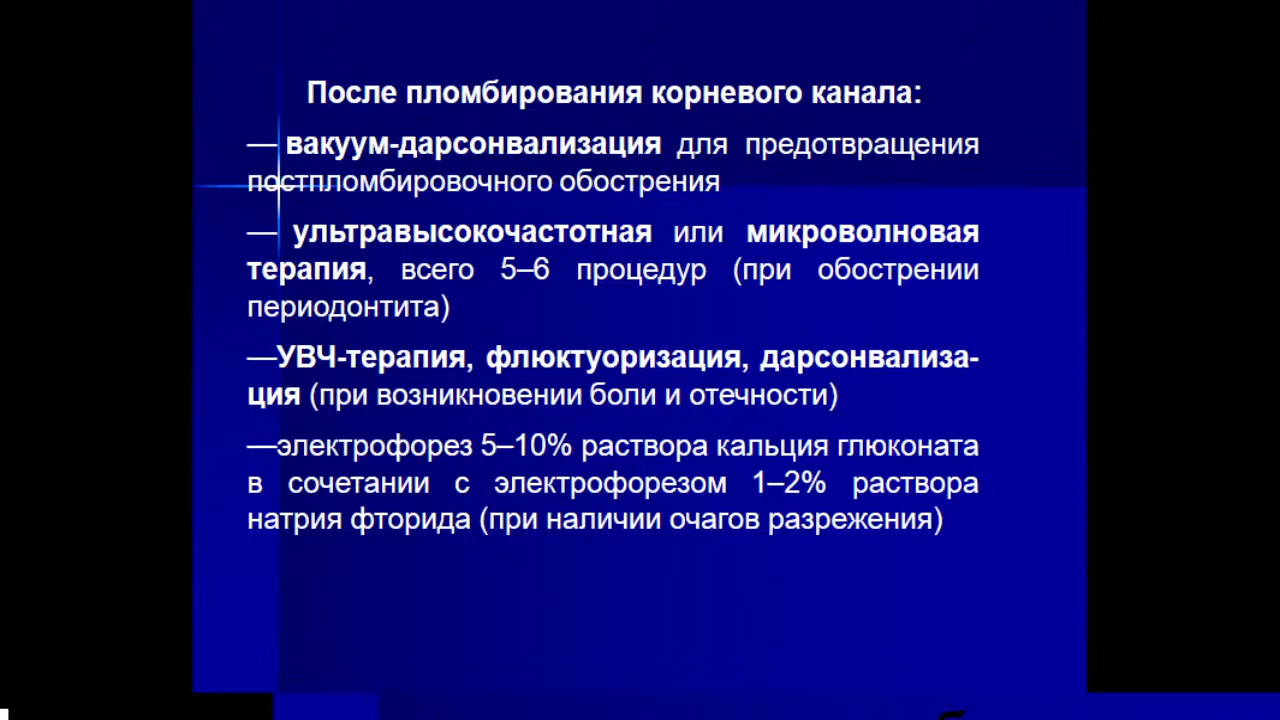 После пломбирования корневого канала:
— вакуум-дарсонвализация для предотвращения
постпломбировочного обострения
— ультравысокочастотная или микроволновая
терапия, всего 5–6 процедур (при обострении
периодонтита)
—УВЧ-терапия, флюктуоризация, дарсонвализа-
ция (при возникновении боли и отечности)
—электрофорез 5–10% раствора кальция глюконата
в сочетании с электрофорезом 1–2% раствора
натрия фторида (при наличии очагов разрежения)